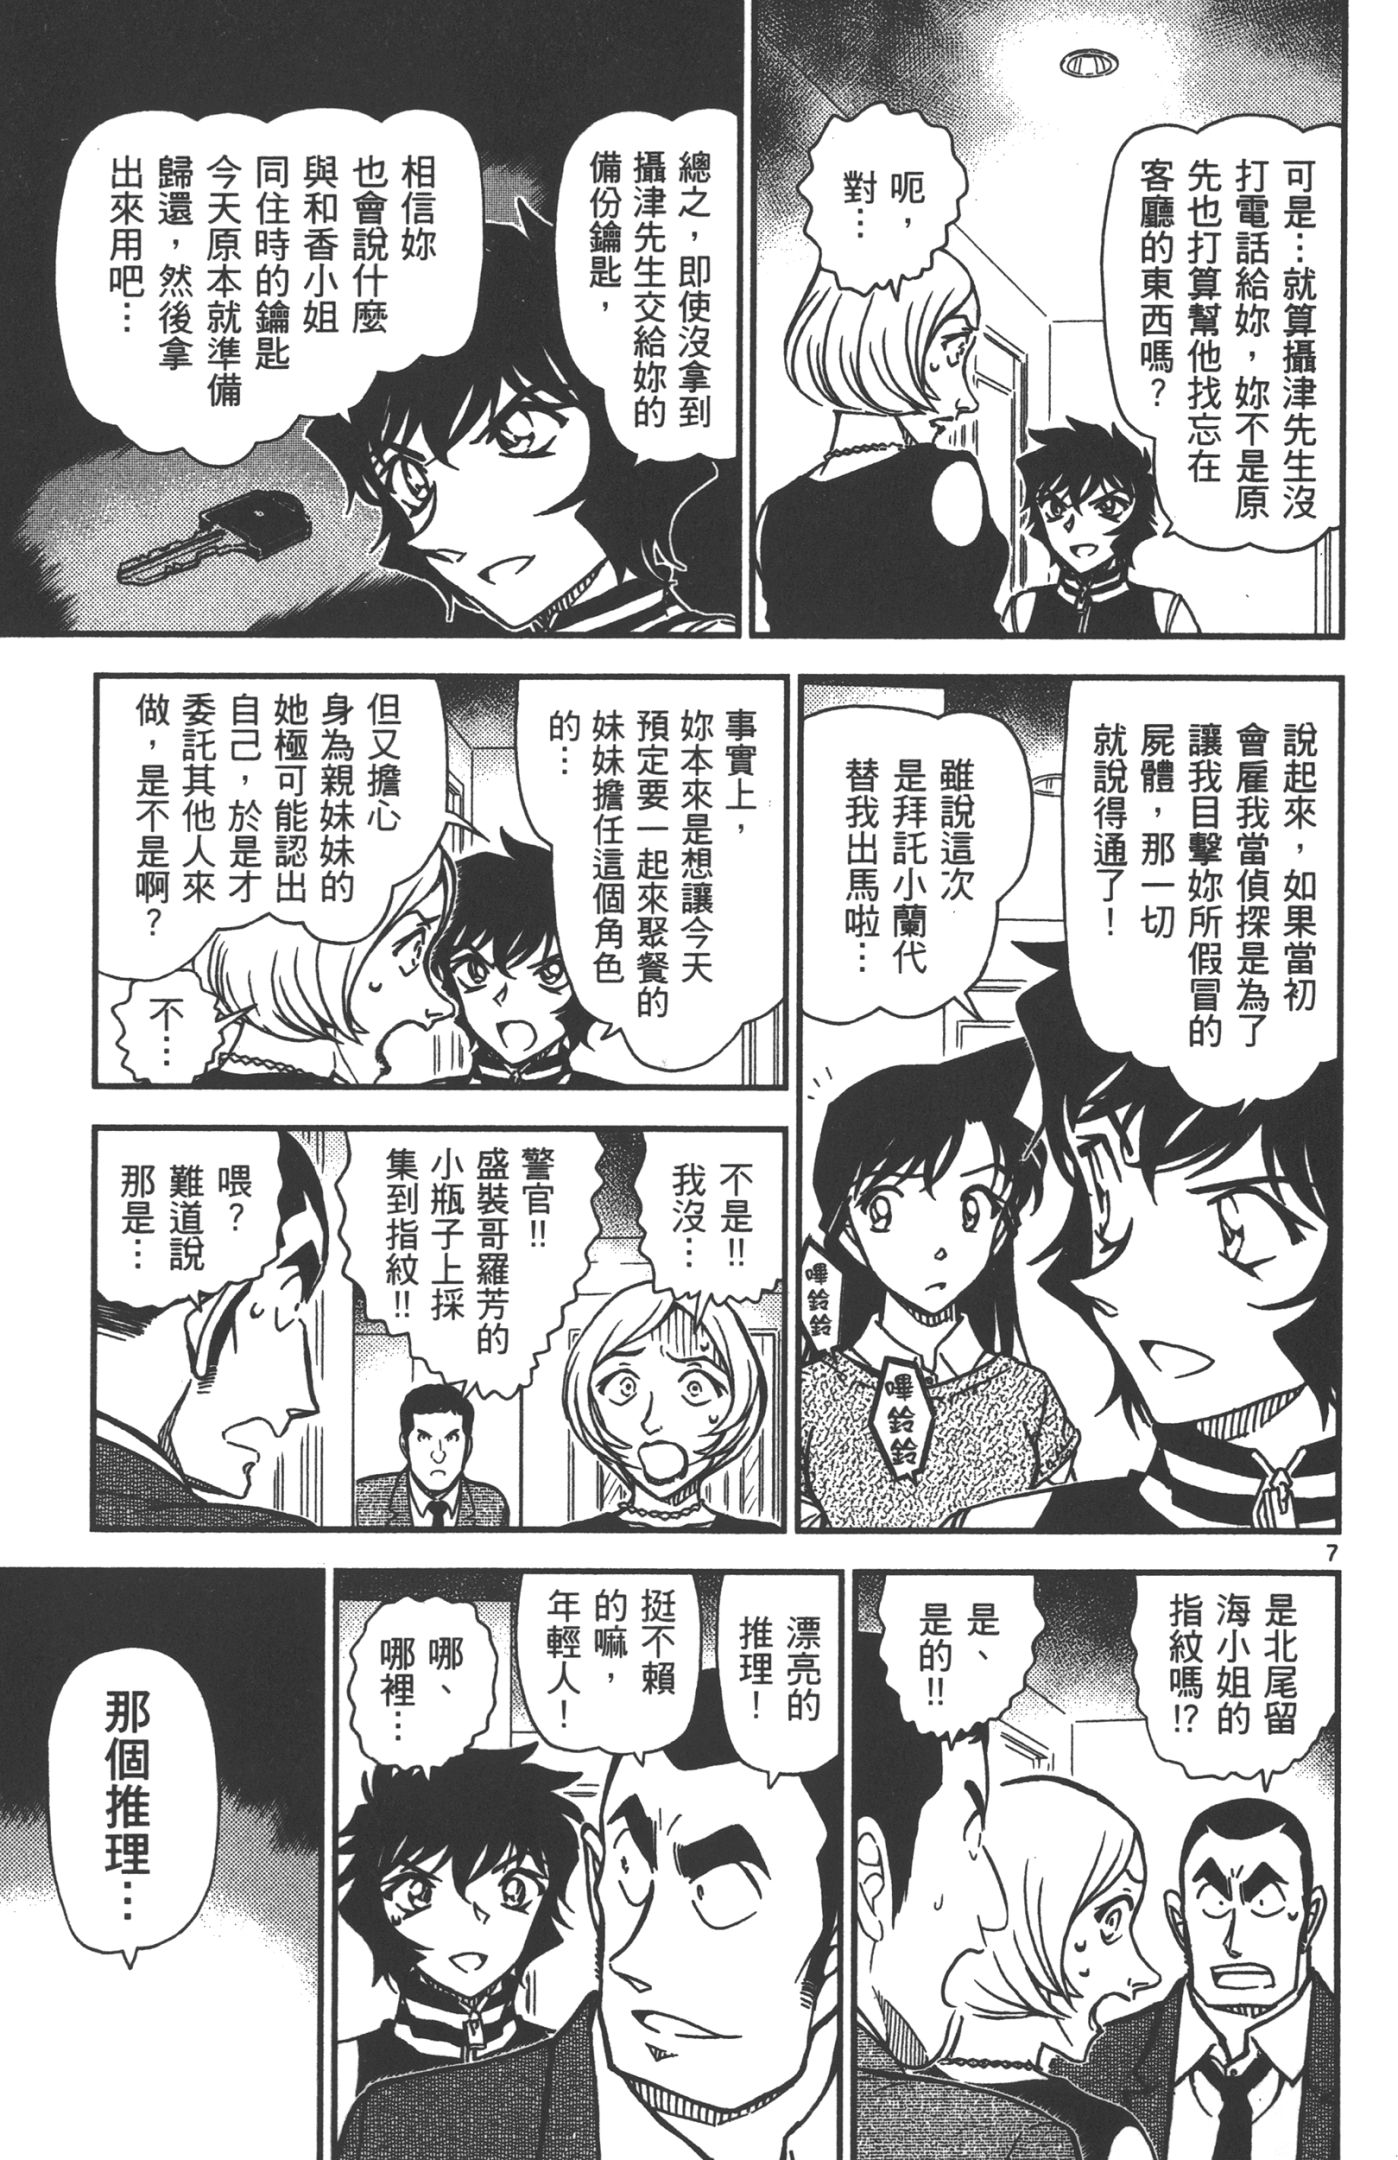 可是…就算攝津先生沒
打電話給妳，妳不是原
先也打算幫他找忘在
客廳的東西嗎？
呃，
對…
總之，即使沒拿到
攝津先生交給妳的
備份鑰匙，
相信妳
也會說什麼
與和香小姐
同住時的鑰匙
今天原本就準備
歸還，然後拿
出來用吧…
說起來，如果當初
會雇我當偵探是為了
讓我目擊妳所假冒的
屍體，那一切
就說得通了！
雖說這次
是拜託小蘭代
替我出馬啦…
嗶鈴鈴
嗶鈴鈴
事實上，
妳本來是想讓今天
預定要一起來聚餐的
妹妹擔任這個角色
的…
但又擔心
身為親妹妹的
她極可能認出
自己，於是才
委託其他人來
做，是不是啊？
不…
不是!!
我沒…
警官!!
盛裝哥羅芳的
小瓶子上採
集到指紋!!
喂？
難道說
那是…
7
是北尾留
海小姐的
指紋嗎!?
是、
是的!!
漂亮的
推理！
挺不賴
的嘛，
年輕人！
哪、
哪裡…
那個推理…